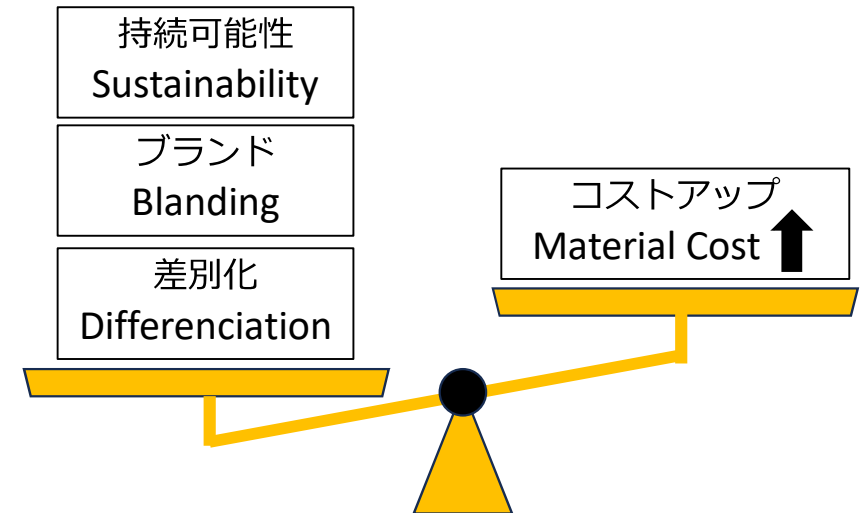 持続可能性
Sustainability
ブランド
Blanding
差別化
Differenciation
コストアップ
Material Cost